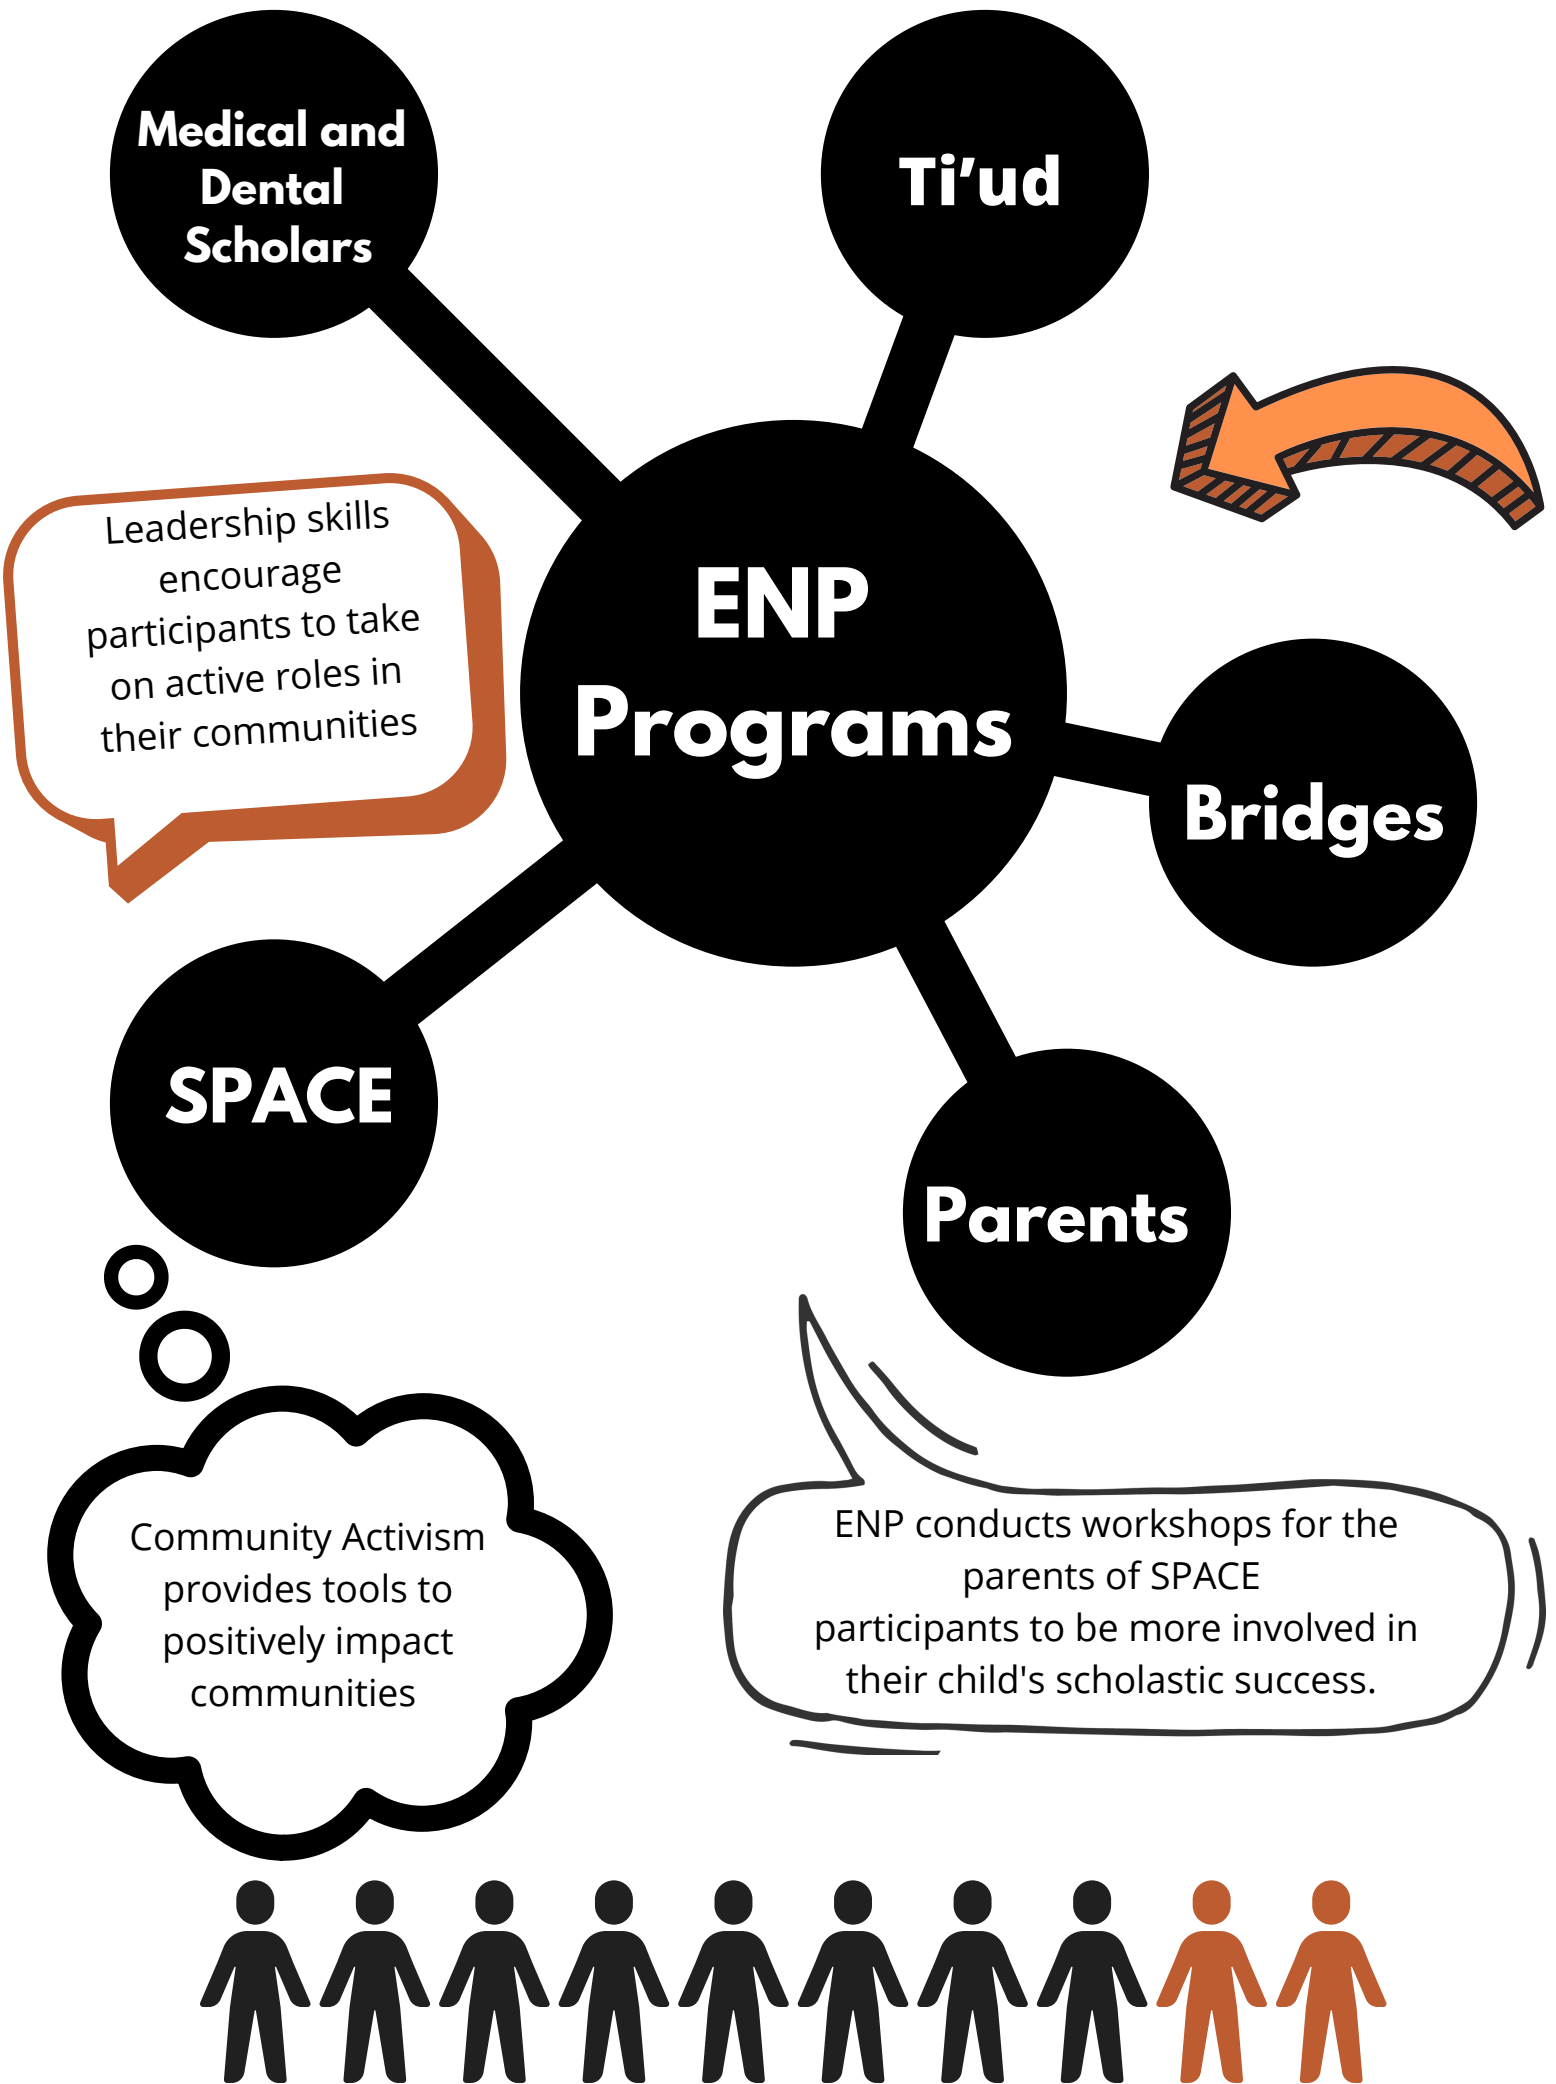 Medical and
Dental
Scholars
Ti’ud
ENP
Programs
Leadership skills
encourage
participants to take
on active roles in
their communities
Bridges
SPACE
Parents
Community Activism
provides tools to
positively impact
communities
ENP conducts workshops for the
parents of SPACE
participants to be more involved in
their child's scholastic success.